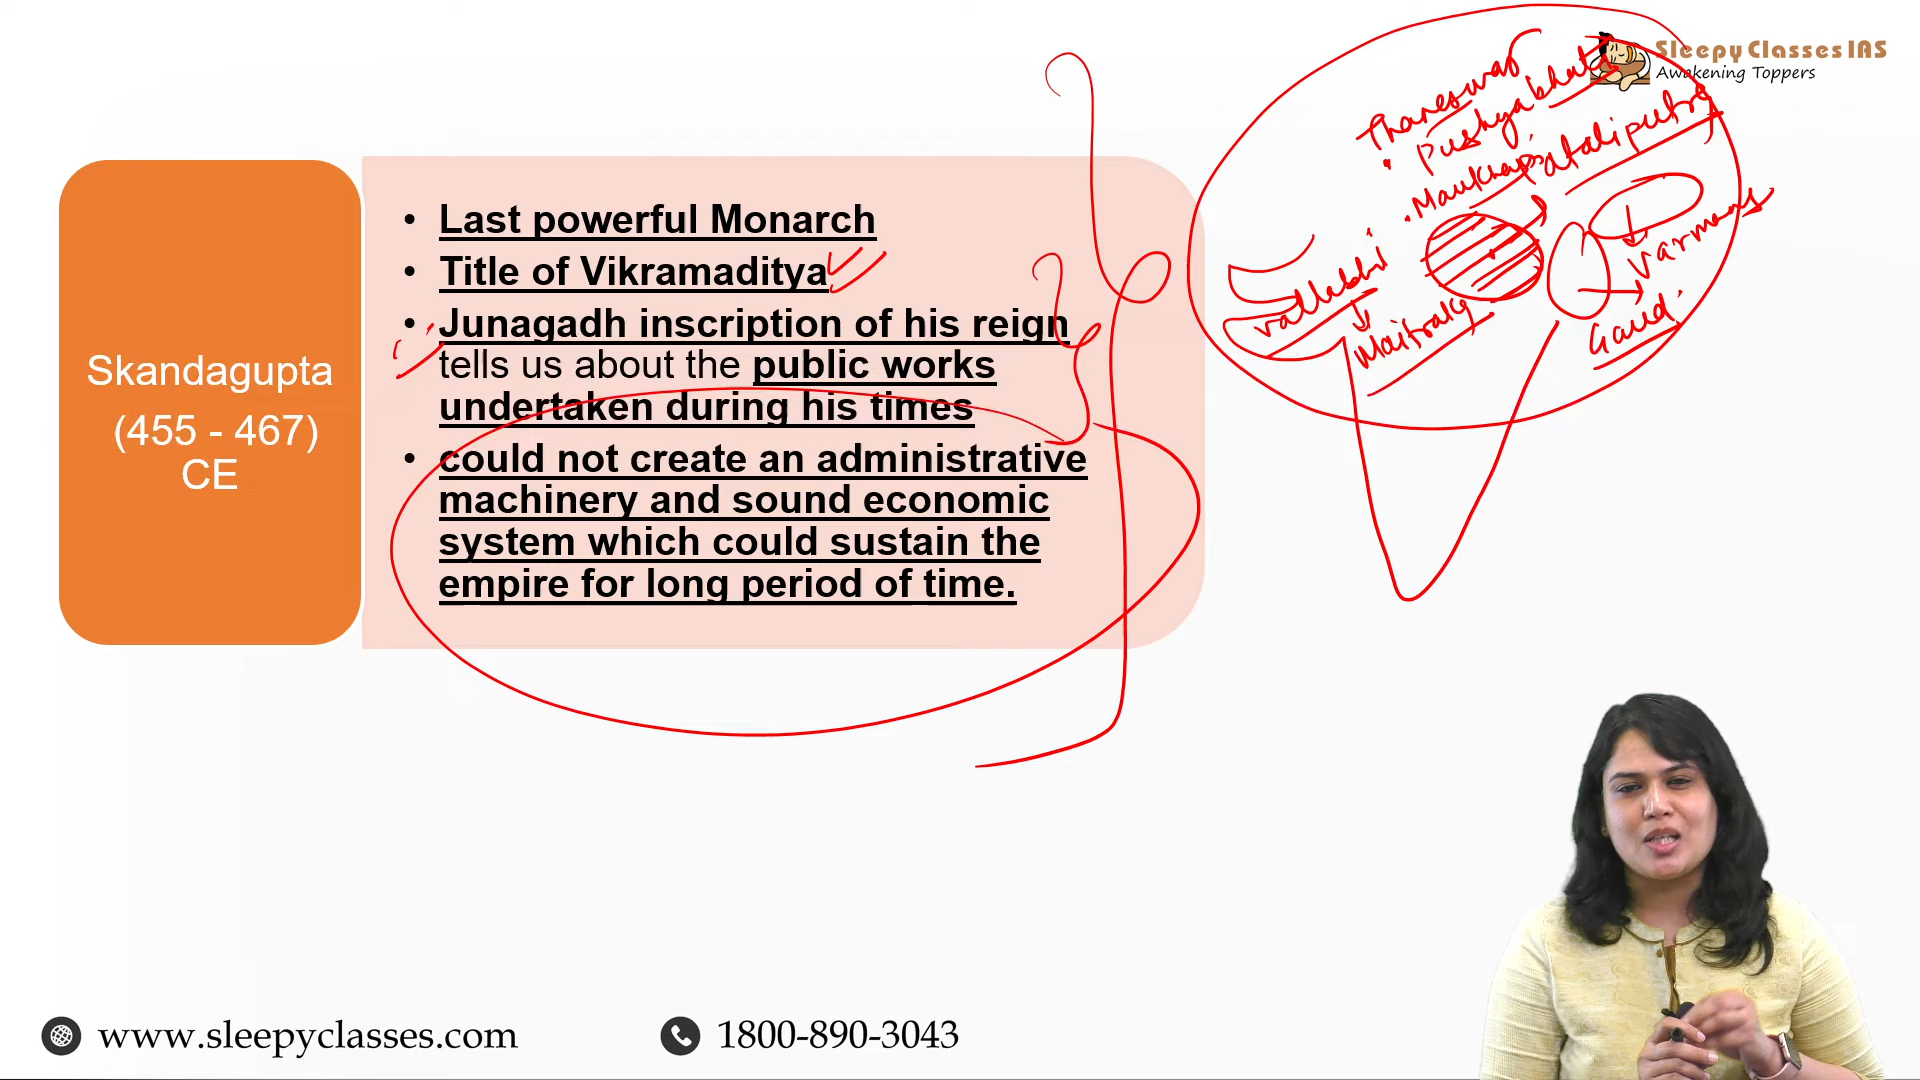 Sleepy Classes IAS
Awakening Toppers
Thaneswar
• Pushyabhuti
• Maukhari
Pataliputra
Vallabhi
Maitraka
Varmans
Gaud
Skandagupta
(455 - 467)
CE
• Last powerful Monarch
• Title of Vikramaditya
• Junagadh inscription of his reign
tells us about the public works
undertaken during his times
• could not create an administrative
machinery and sound economic
system which could sustain the
empire for long period of time.
www.sleepyclasses.com
1800-890-3043